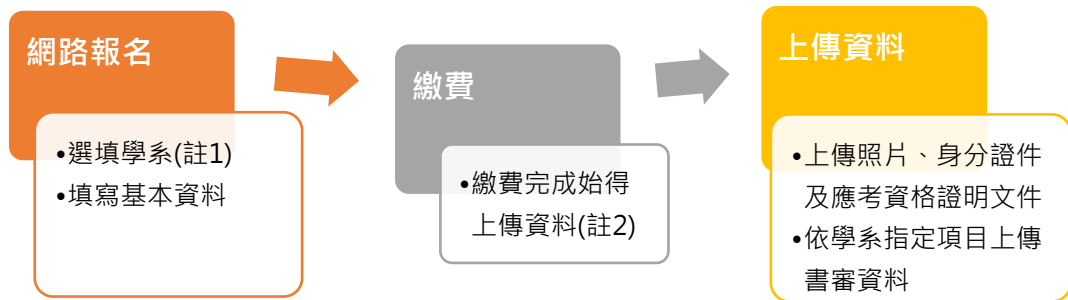 網路報名
•選填學系(註1)
•填寫基本資料
繳費
•繳費完成始得
上傳資料(註2)
上傳資料
•上傳照片、身分證件
及應考資格證明文件
•依學系指定項目上傳
書審資料